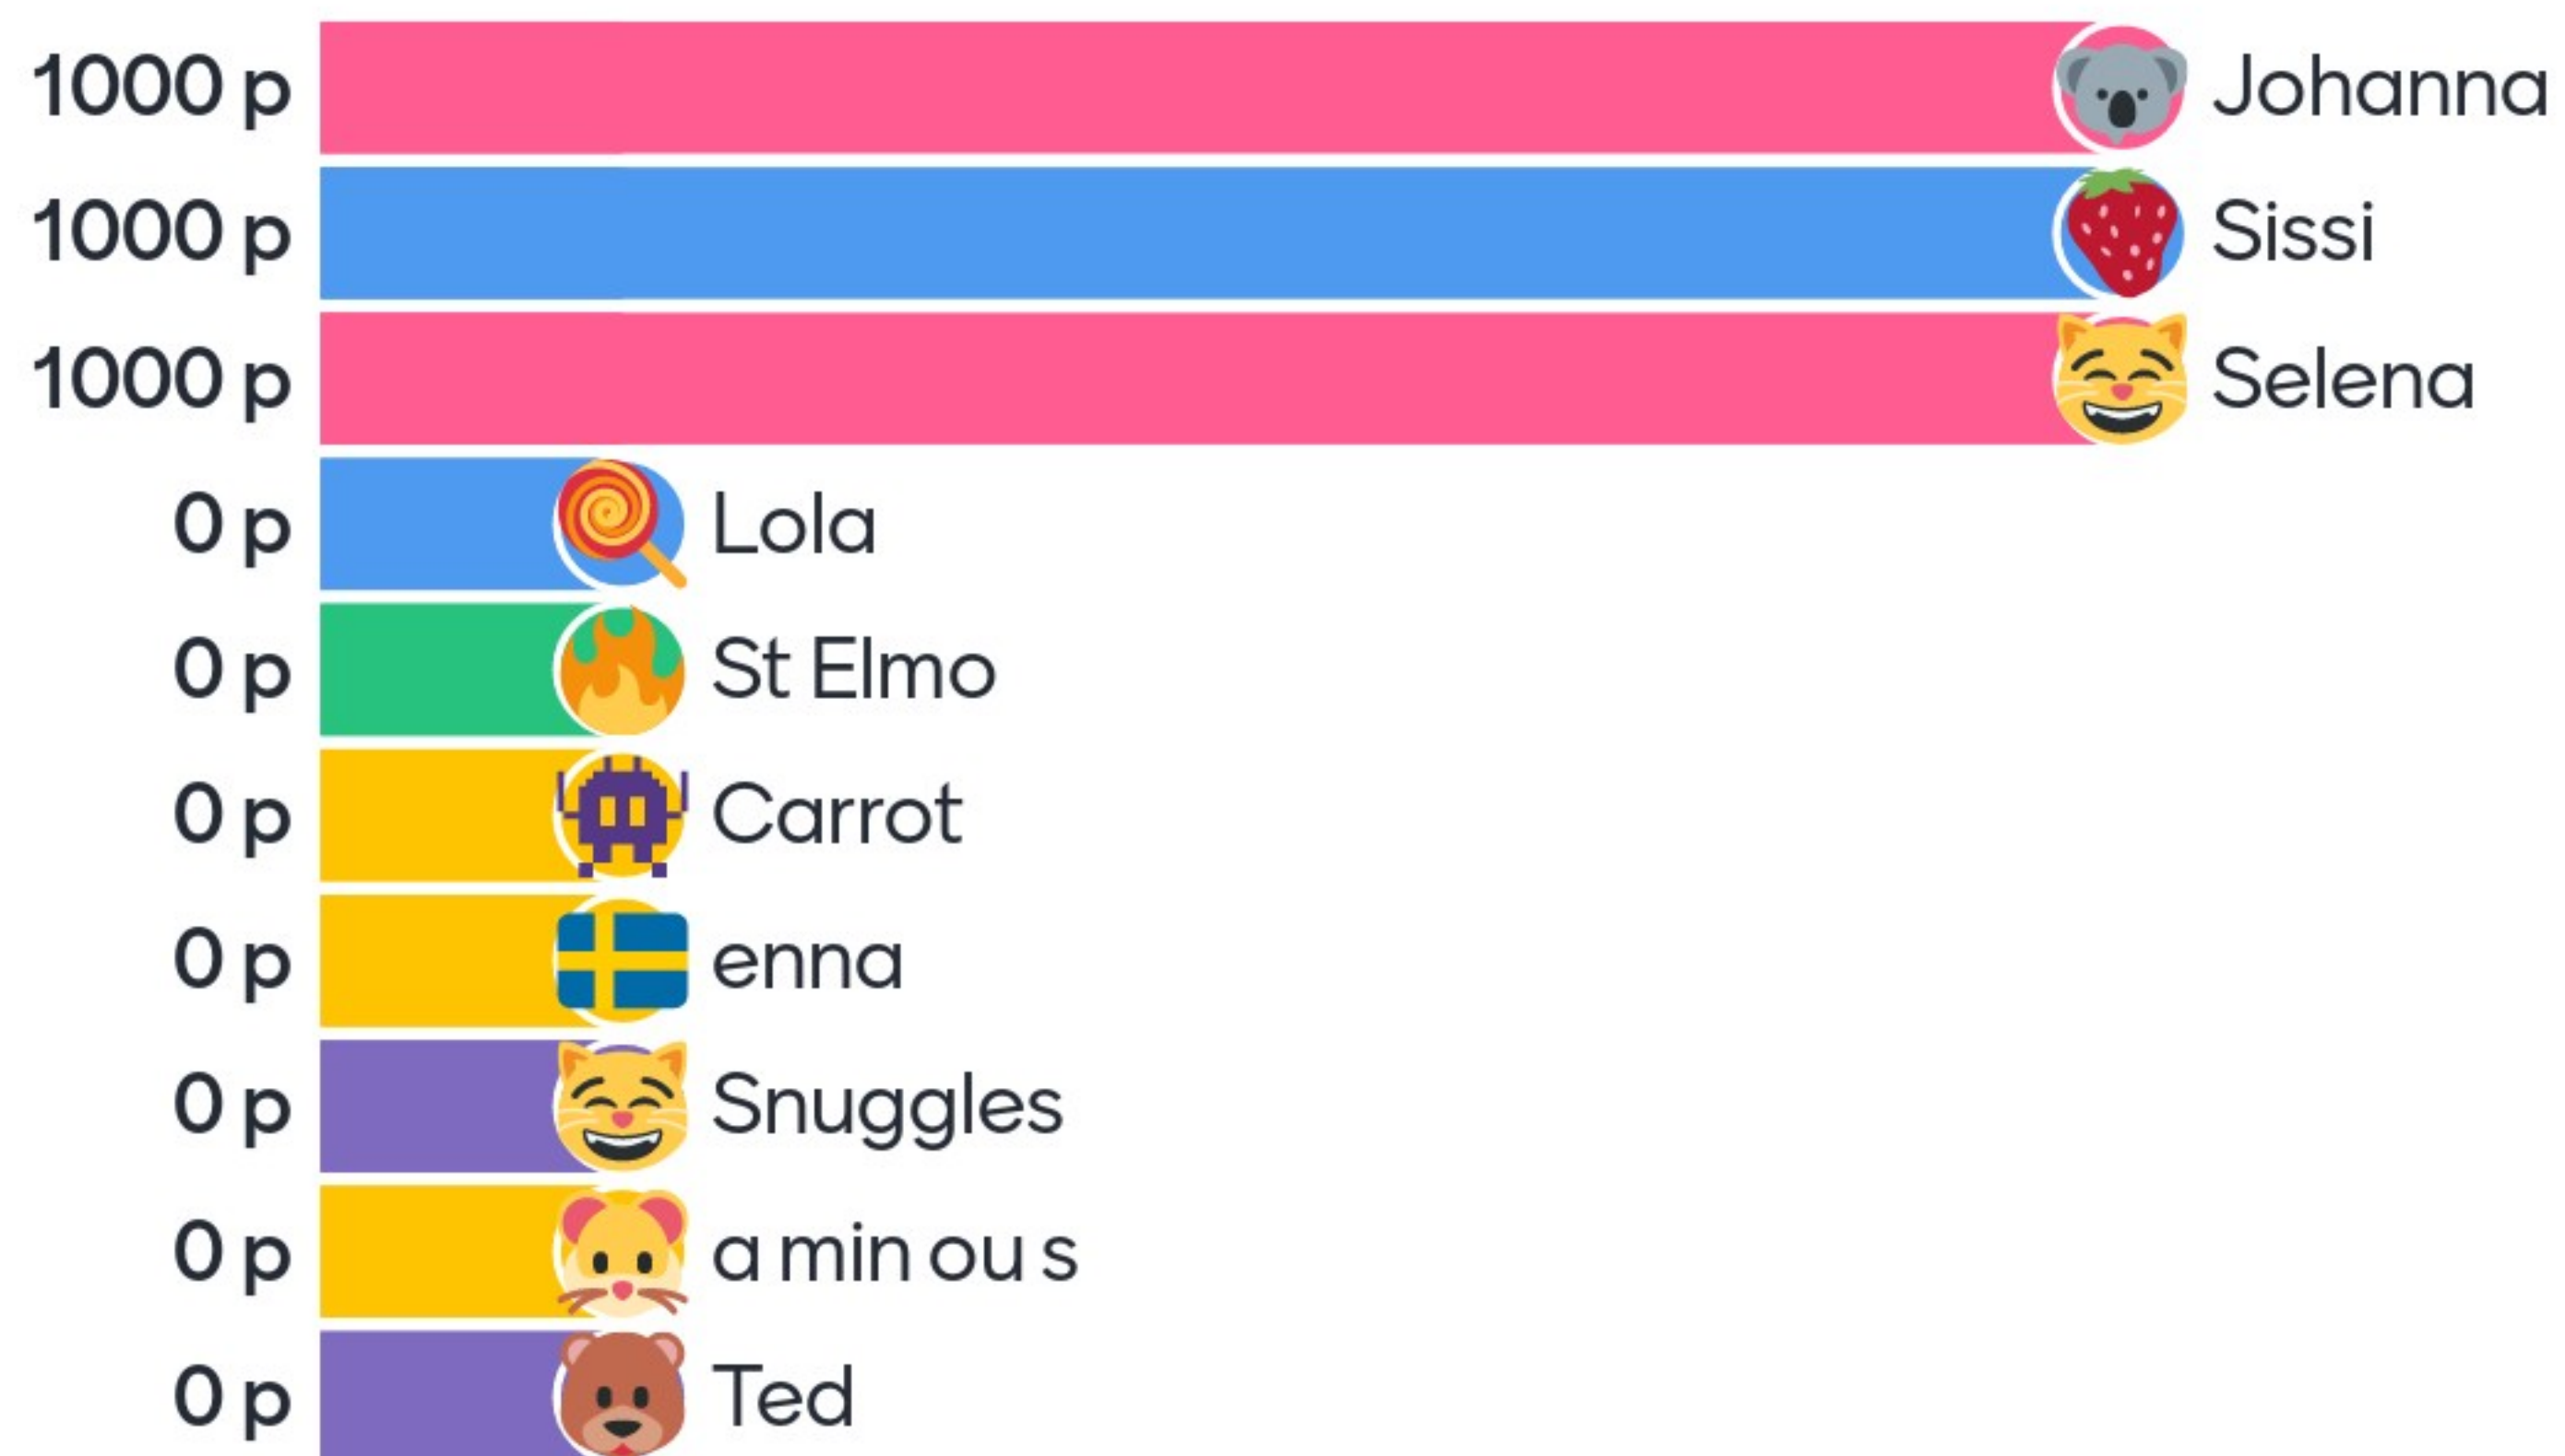 1000 p Johanna
1000 p Sissi
1000 p Selena
0 p Lola
0 p St Elmo
0 p Carrot
0 p enna
0 p Snuggles
0 p a min ou s
0 p Ted